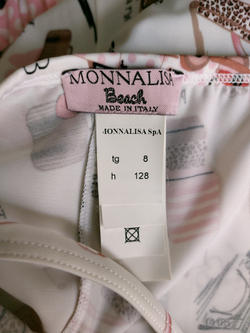 MONNALISA
Beach
MADE IN ITALY
MONNALISA SpA
tg 8
h 128